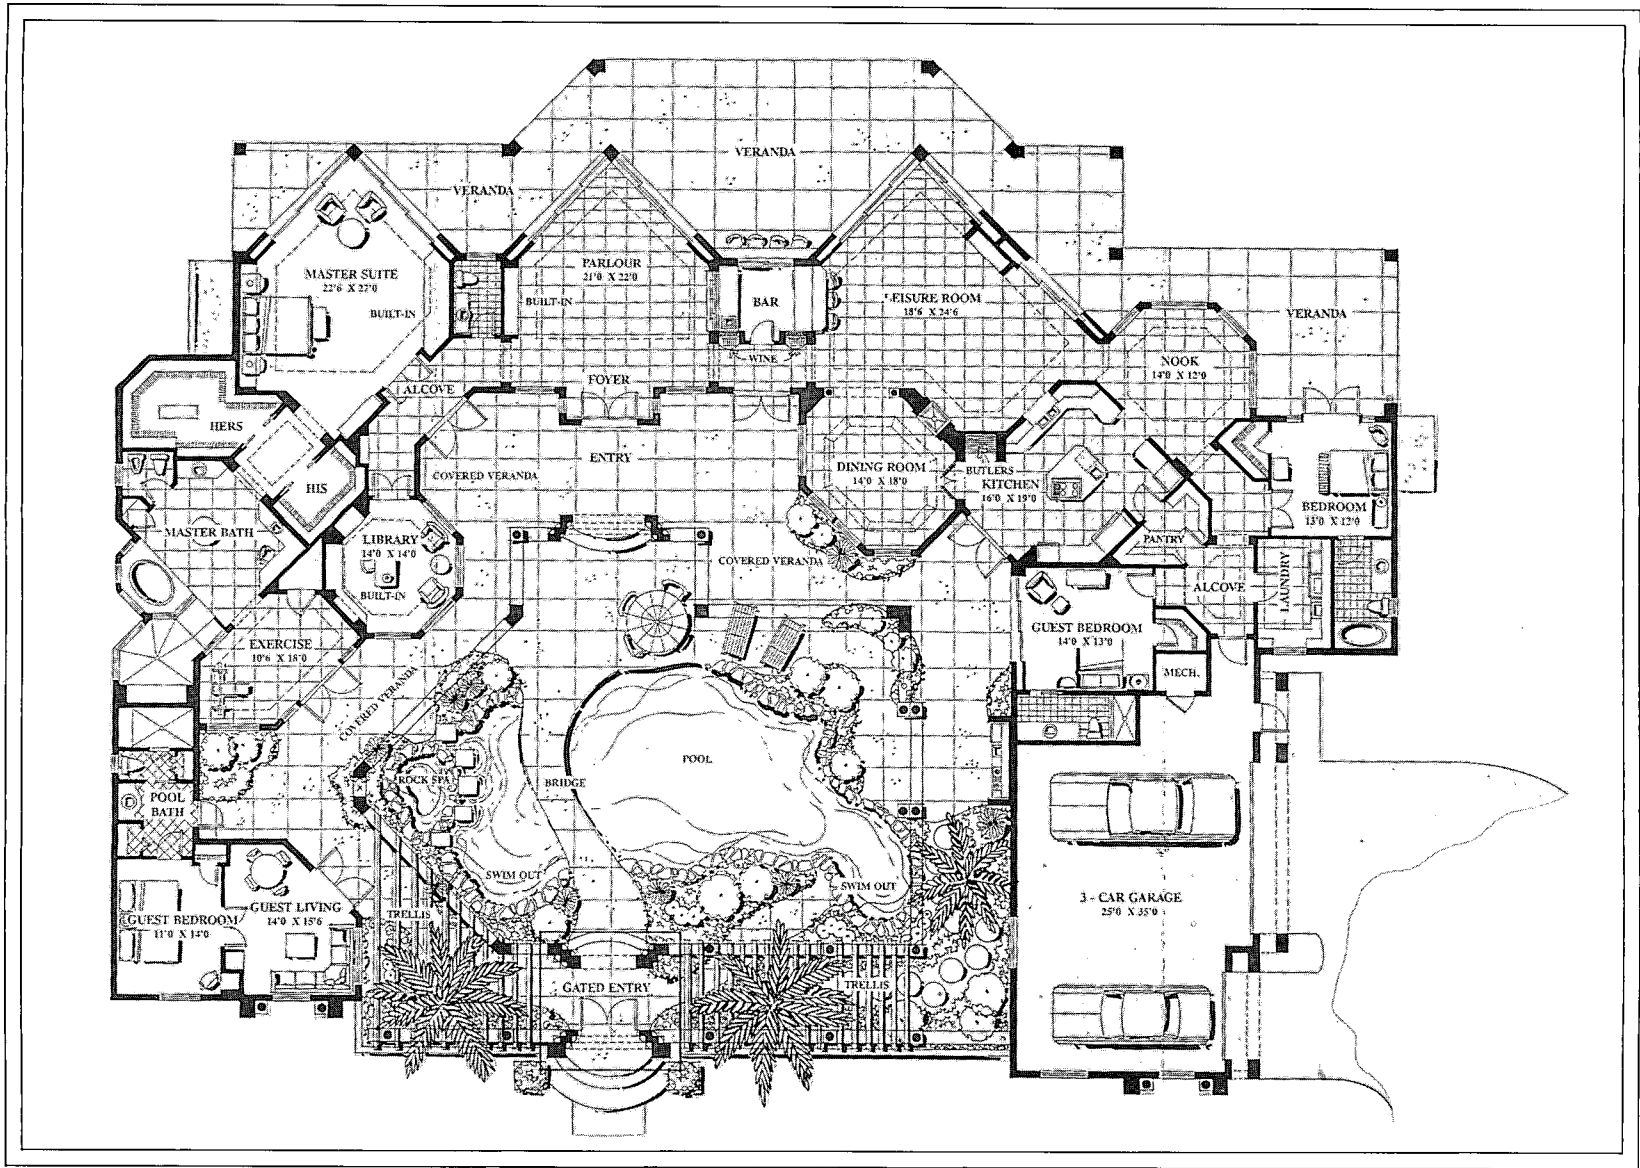 VERANDA
VERANDA
MASTER SUITE
22'6 X 22'0
BUILT-IN
PARLOUR
21'0 X 22'0
BUILT-IN
BAR
WINE
LEISURE ROOM
18'6 X 24'6
VERANDA
NOOK
14'0 X 12'0
ALCOVE
FOYER
HERS
HIS
COVERED VERANDA
ENTRY
DINING ROOM
14'0 X 18'0
BUTLERS
KITCHEN
16'0 X 19'0
BEDROOM
13'0 X 12'0
MASTER BATH
LIBRARY
14'0 X 14'0
BUILT-IN
COVERED VERANDA
PANTRY
ALCOVE
LAUNDRY
EXERCISE
10'6 X 18'0
GUEST BEDROOM
14'0 X 13'0
MECH.
COVERED VERANDA
ROCK SPA
BRIDGE
POOL
POOL
BATH
SWIM OUT
SWIM OUT
GUEST BEDROOM
11'0 X 14'0
GUEST LIVING
14'0 X 15'6
TRELLIS
3 - CAR GARAGE
25'0 X 35'0
GATED ENTRY
TRELLIS